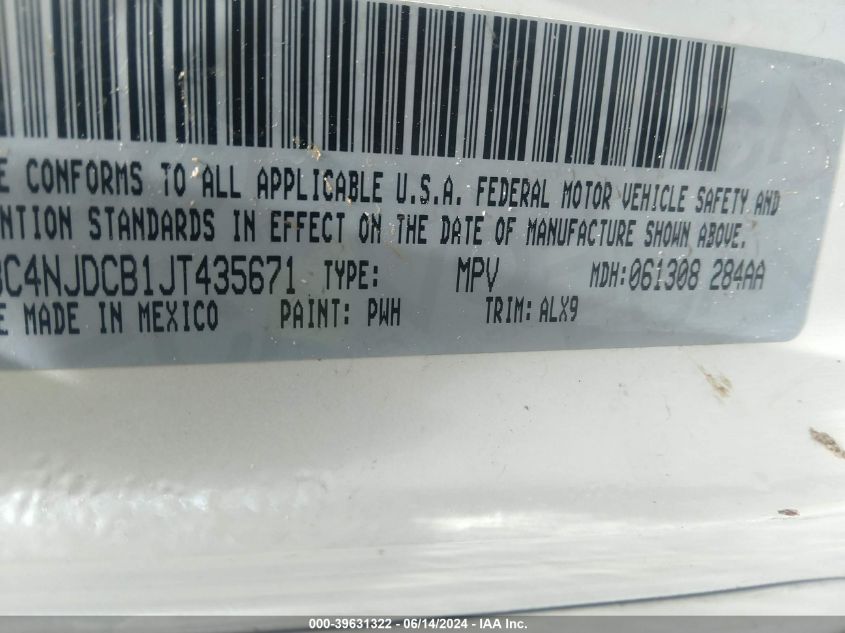 E CONFORMS TO ALL APPLICABLE U.S.A. FEDERAL MOTOR VEHICLE SAFETY AND
NTION STANDARDS IN EFFECT ON THE DATE OF MANUFACTURE SHOWN ABOVE.
3C4NJDCB1JT435671 TYPE: MPV MDH:061308 284AA
E MADE IN MEXICO PAINT: PWH TRIM: ALX9
000-39631322 - 06/14/2024 - IAA Inc.